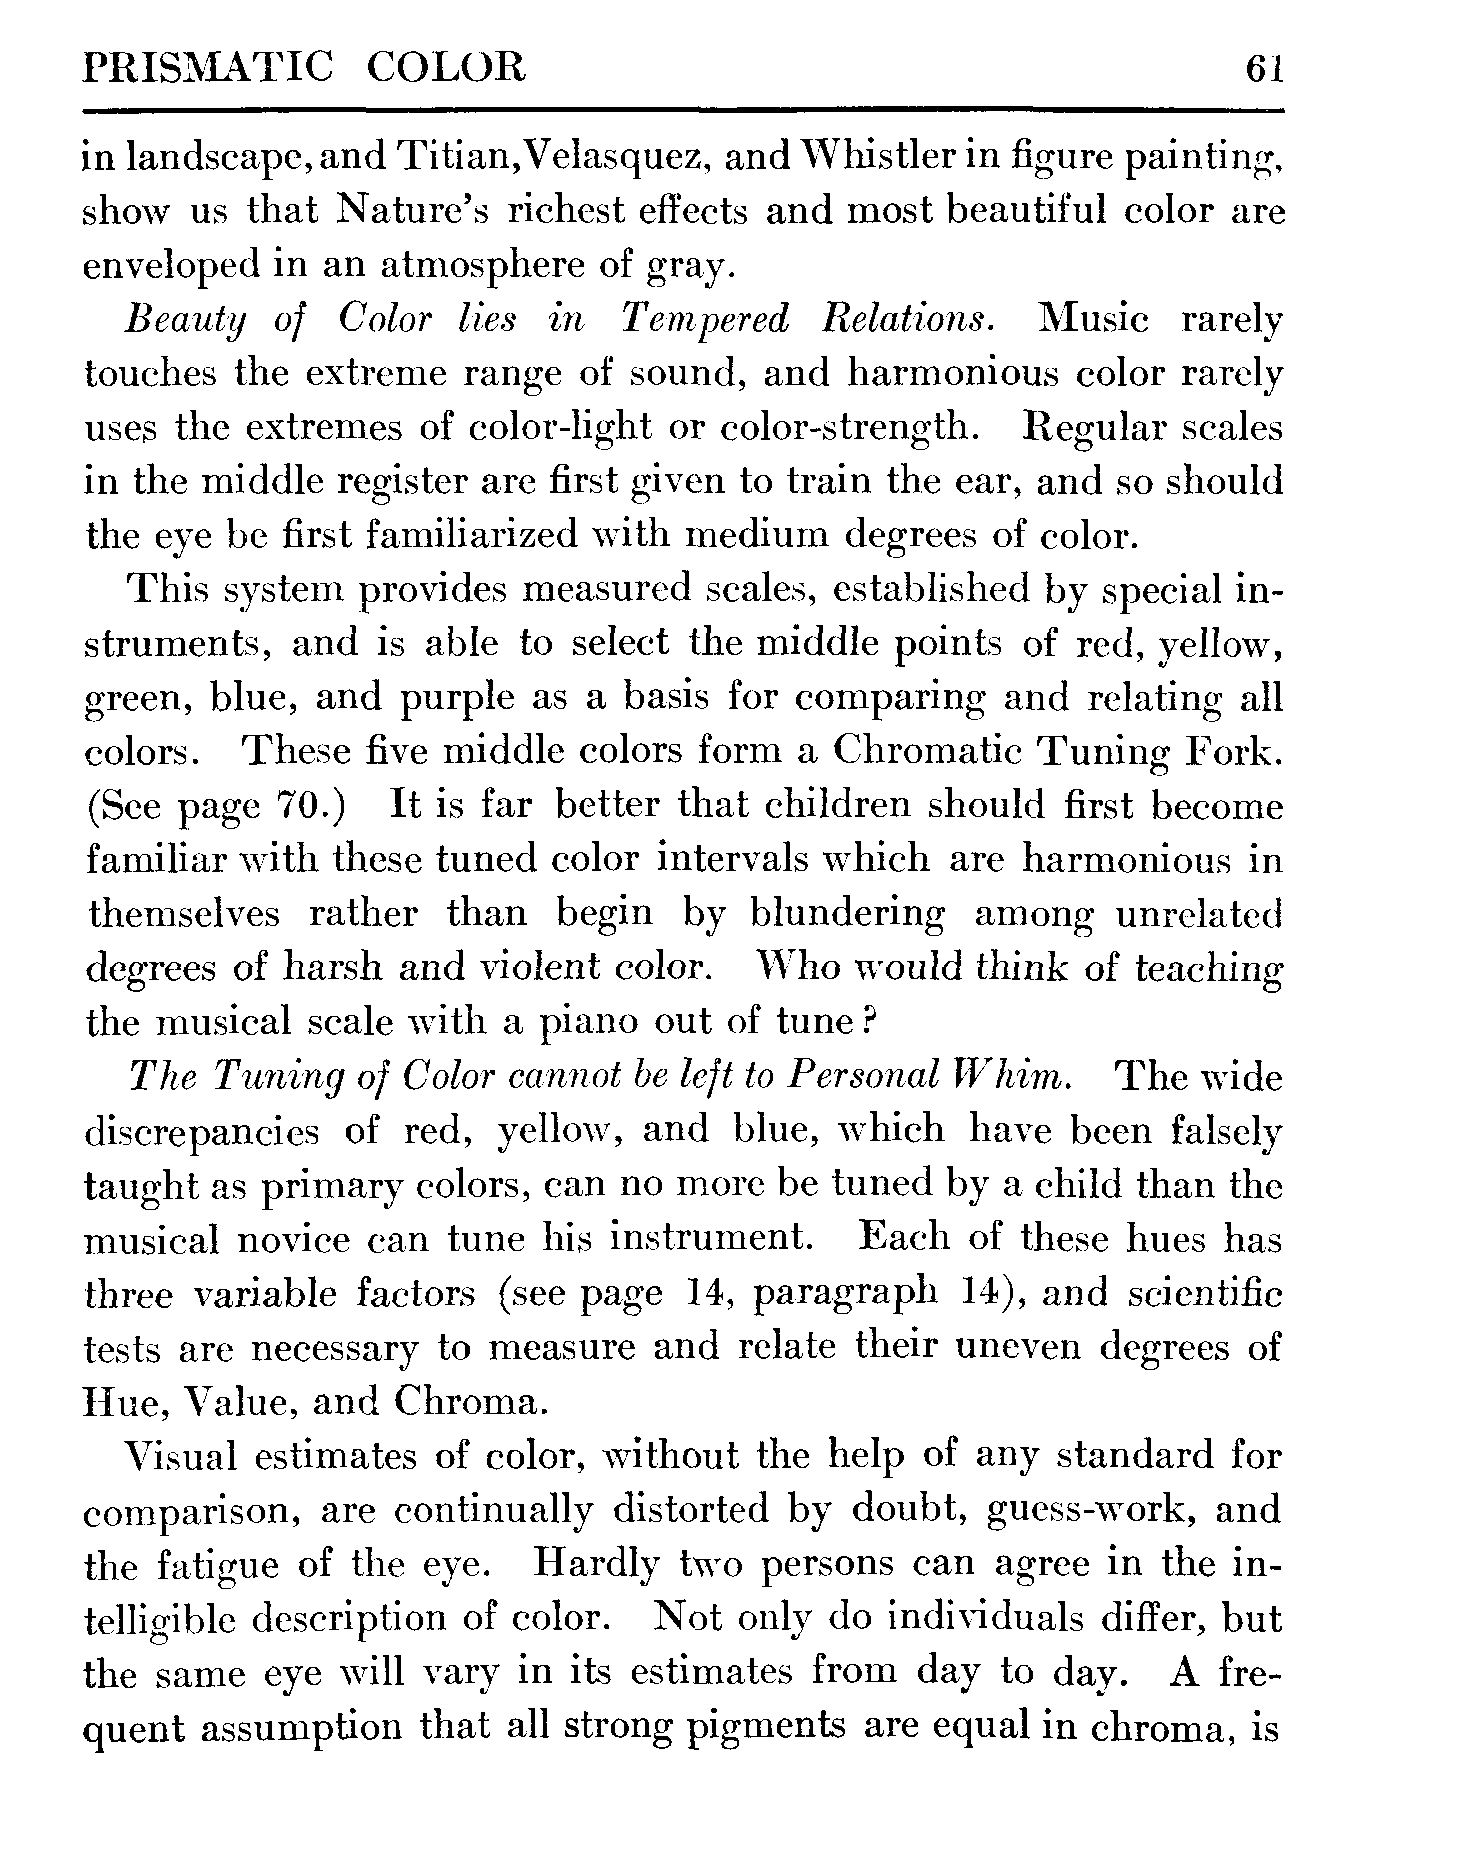 PRISMATIC COLOR 61
in landscape, and Titian, Velasquez, and Whistler in figure painting,
show us that Nature's richest effects and most beautiful color are
enveloped in an atmosphere of gray.
Beauty of Color lies in Tempered Relations. Music rarely
touches the extreme range of sound, and harmonious color rarely
uses the extremes of color-light or color-strength. Regular scales
in the middle register are first given to train the ear, and so should
the eye be first familiarized with medium degrees of color.
This system provides measured scales, established by special in-
struments, and is able to select the middle points of red, yellow,
green, blue, and purple as a basis for comparing and relating all
colors. These five middle colors form a Chromatic Tuning Fork.
(See page 70.) It is far better that children should first become
familiar with these tuned color intervals which are harmonious in
themselves rather than begin by blundering among unrelated
degrees of harsh and violent color. Who would think of teaching
the musical scale with a piano out of tune?
The Tuning of Color cannot be left to Personal Whim. The wide
discrepancies of red, yellow, and blue, which have been falsely
taught as primary colors, can no more be tuned by a child than the
musical novice can tune his instrument. Each of these hues has
three variable factors (see page 14, paragraph 14), and scientific
tests are necessary to measure and relate their uneven degrees of
Hue, Value, and Chroma.
Visual estimates of color, without the help of any standard for
comparison, are continually distorted by doubt, guess-work, and
the fatigue of the eye. Hardly two persons can agree in the in-
telligible description of color. Not only do individuals differ, but
the same eye will vary in its estimates from day to day. A fre-
quent assumption that all strong pigments are equal in chroma, is